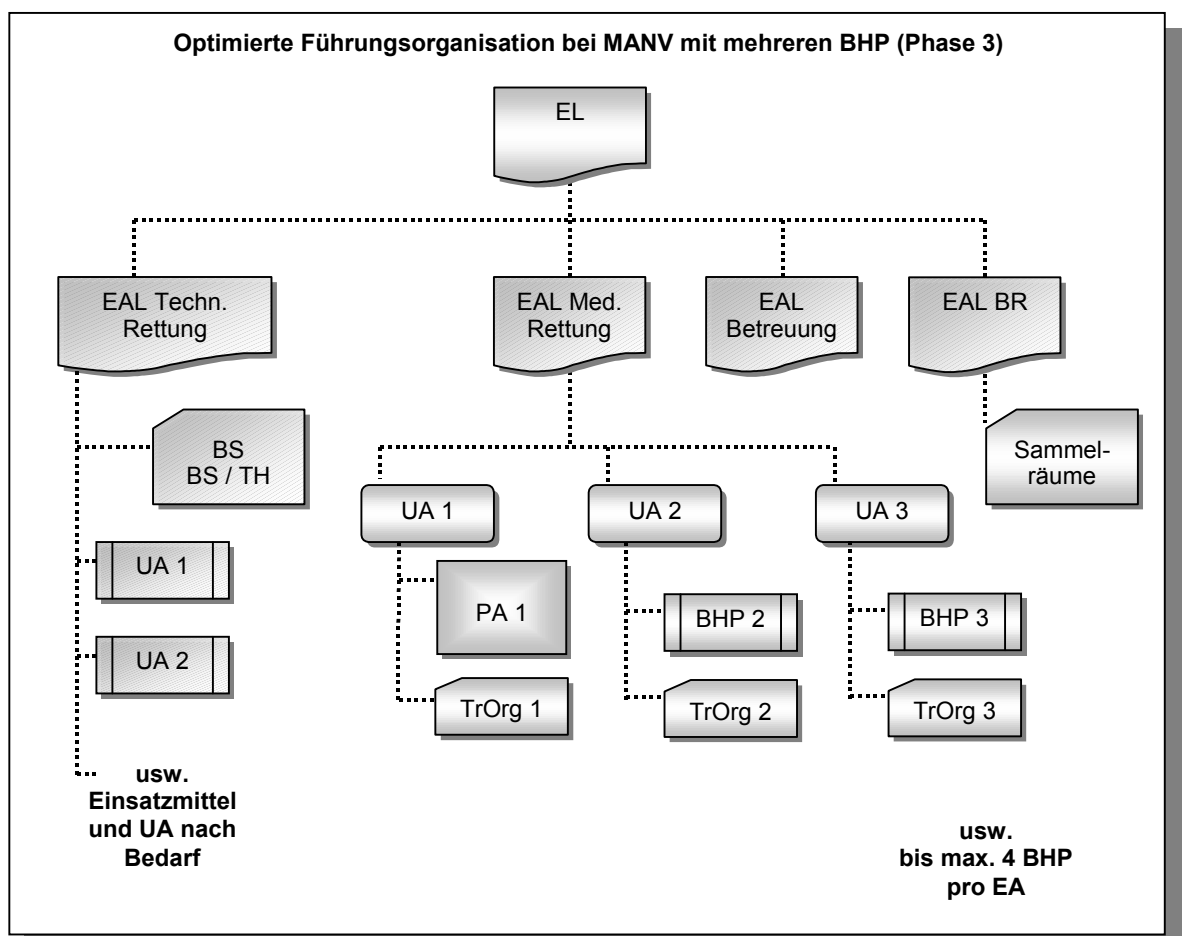 Optimierte Führungsorganisation bei MANV mit mehreren BHP (Phase 3)
EL
EAL Techn.
Rettung
EAL Med.
Rettung
EAL
Betreuung
EAL BR
BS
BS / TH
Sammel-
räume
UA 1
UA 2
UA 3
UA 1
PA 1
BHP 2
BHP 3
UA 2
TrOrg 1
TrOrg 2
TrOrg 3
usw.
Einsatzmittel
und UA nach
Bedarf
usw.
bis max. 4 BHP
pro EA